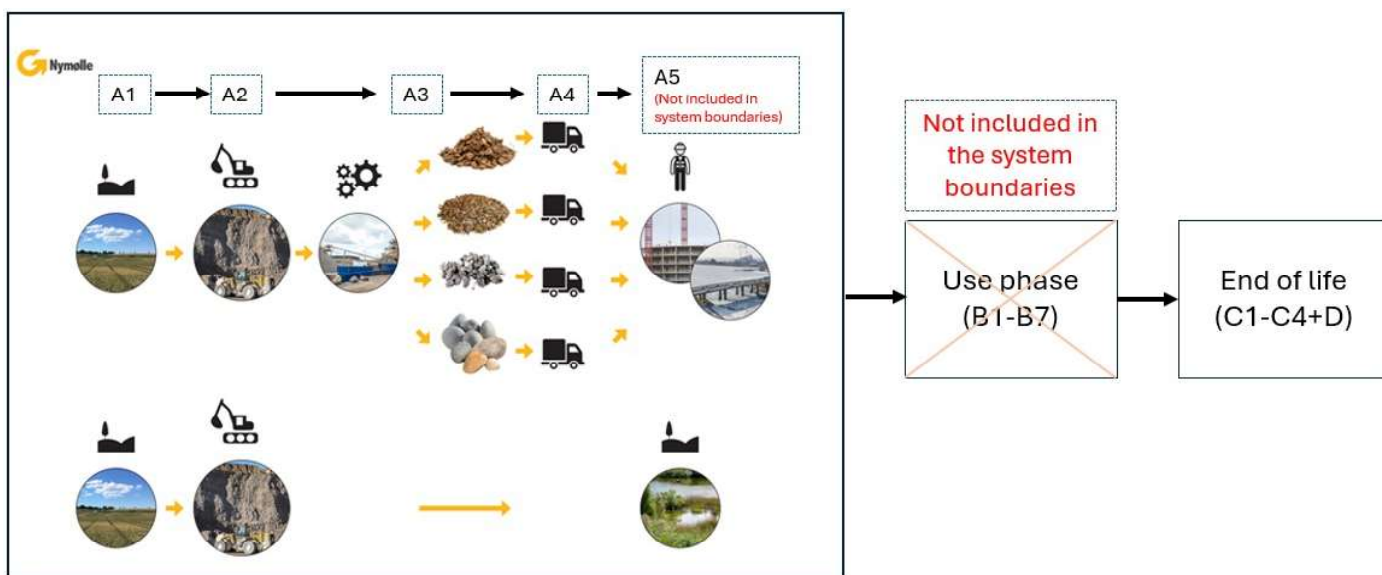 Nymølle
A1
A2
A3
A4
A5
(Not included in
system boundaries)
Not included in
the system
boundaries
Use phase
(B1-B7)
End of life
(C1-C4+D)